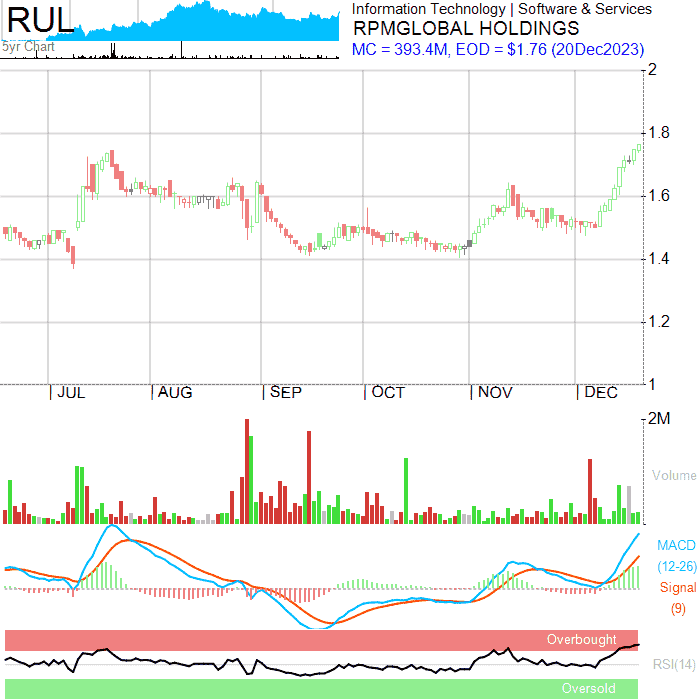 RUL
5yr Chart
Information Technology | Software & Services
RPMGLOBAL HOLDINGS
MC = 393.4M, EOD = $1.76 (20Dec2023)
2
1.8
1.6
1.4
1.2
1
JUL AUG SEP OCT NOV DEC
2M
Volume
MACD
(12-26)
Signal
(9)
Overbought
RSI(14)
Oversold